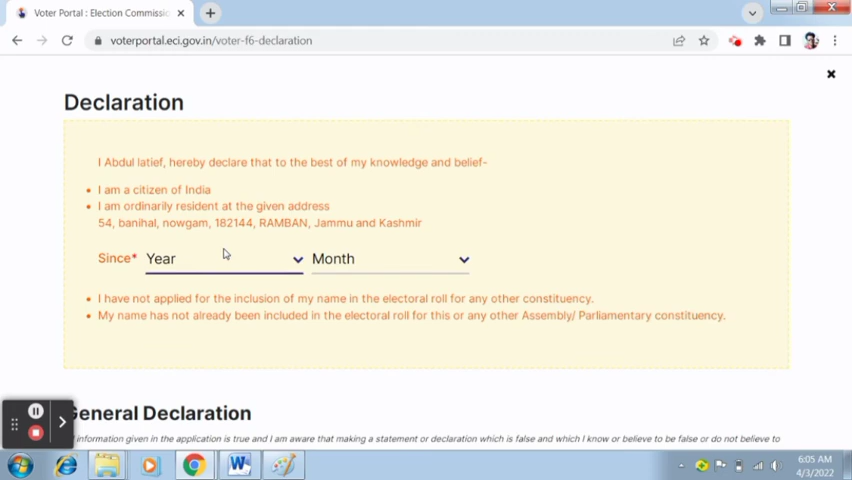 Voter Portal : Election Commissic
voterportal.eci.gov.in/voter-f6-declaration
Declaration
I Abdul latief, hereby declare that to the best of my knowledge and belief-
I am a citizen of India
I am ordinarily resident at the given address
54, banihal, nowgam, 182144, RAMBAN, Jammu and Kashmir
Since* Year Month
I have not applied for the inclusion of my name in the electoral roll for any other constituency.
My name has not already been included in the electoral roll for this or any other Assembly/ Parliamentary constituency.
General Declaration
information given in the application is true and I am aware that making a statement or declaration which is false and which I know or believe to be false or do not believe to
6:05 AM
4/3/2022